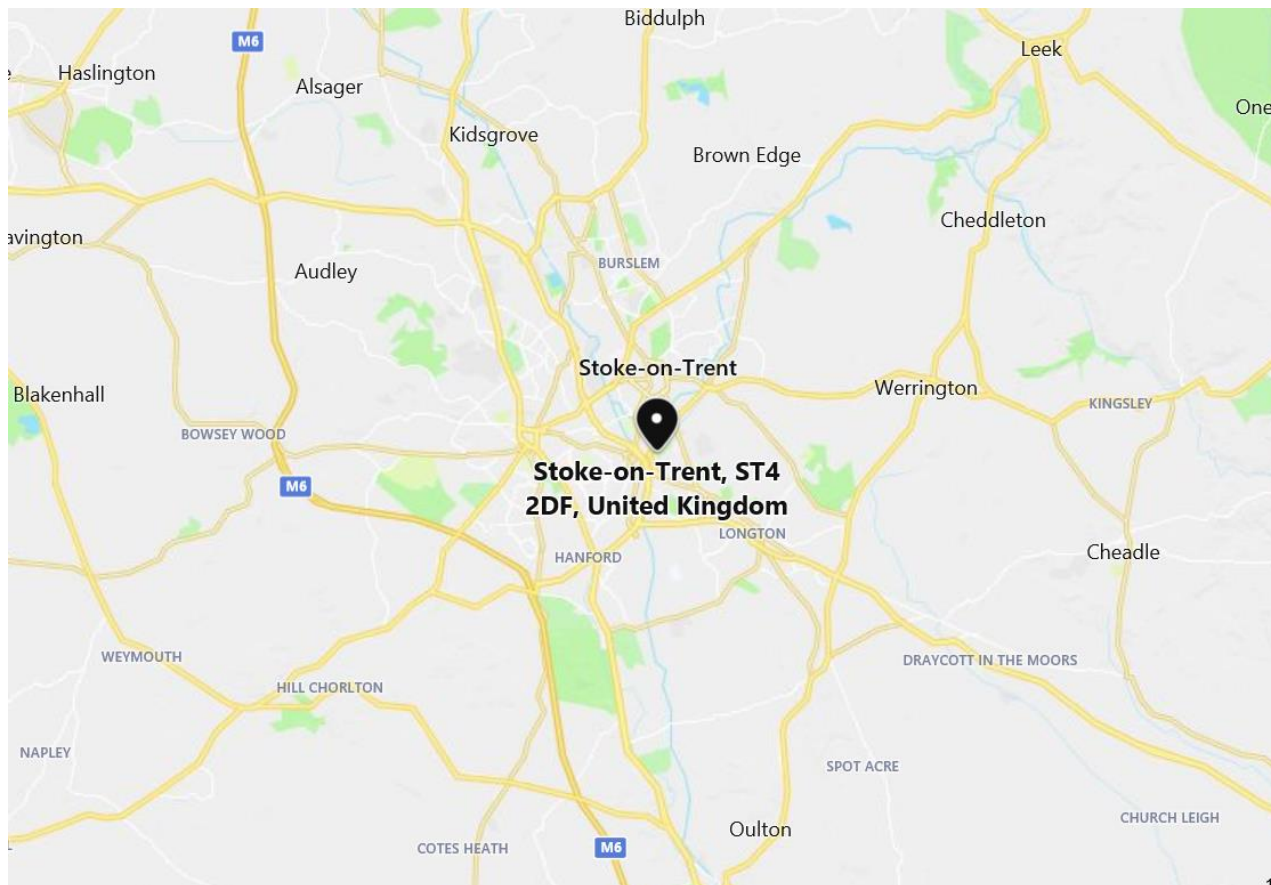 Biddulph
M6
Leek
Haslington
Alsager
One
Kidsgrove
Brown Edge
Cheddleton
avington
BURSLEM
Audley
Stoke-on-Trent
Werrington
Blakenhall
KINGSLEY
BOWSEY WOOD
Stoke-on-Trent, ST4
2DF, United Kingdom
M6
LONGTON
HANFORD
Cheadle
WEYMOUTH
DRAYCOTT IN THE MOORS
HILL CHORLTON
NAPLEY
SPOT ACRE
CHURCH LEIGH
Oulton
M6
COTES HEATH